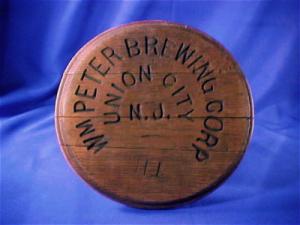 WM PETER BREWING CORP
UNION CITY
N.J.